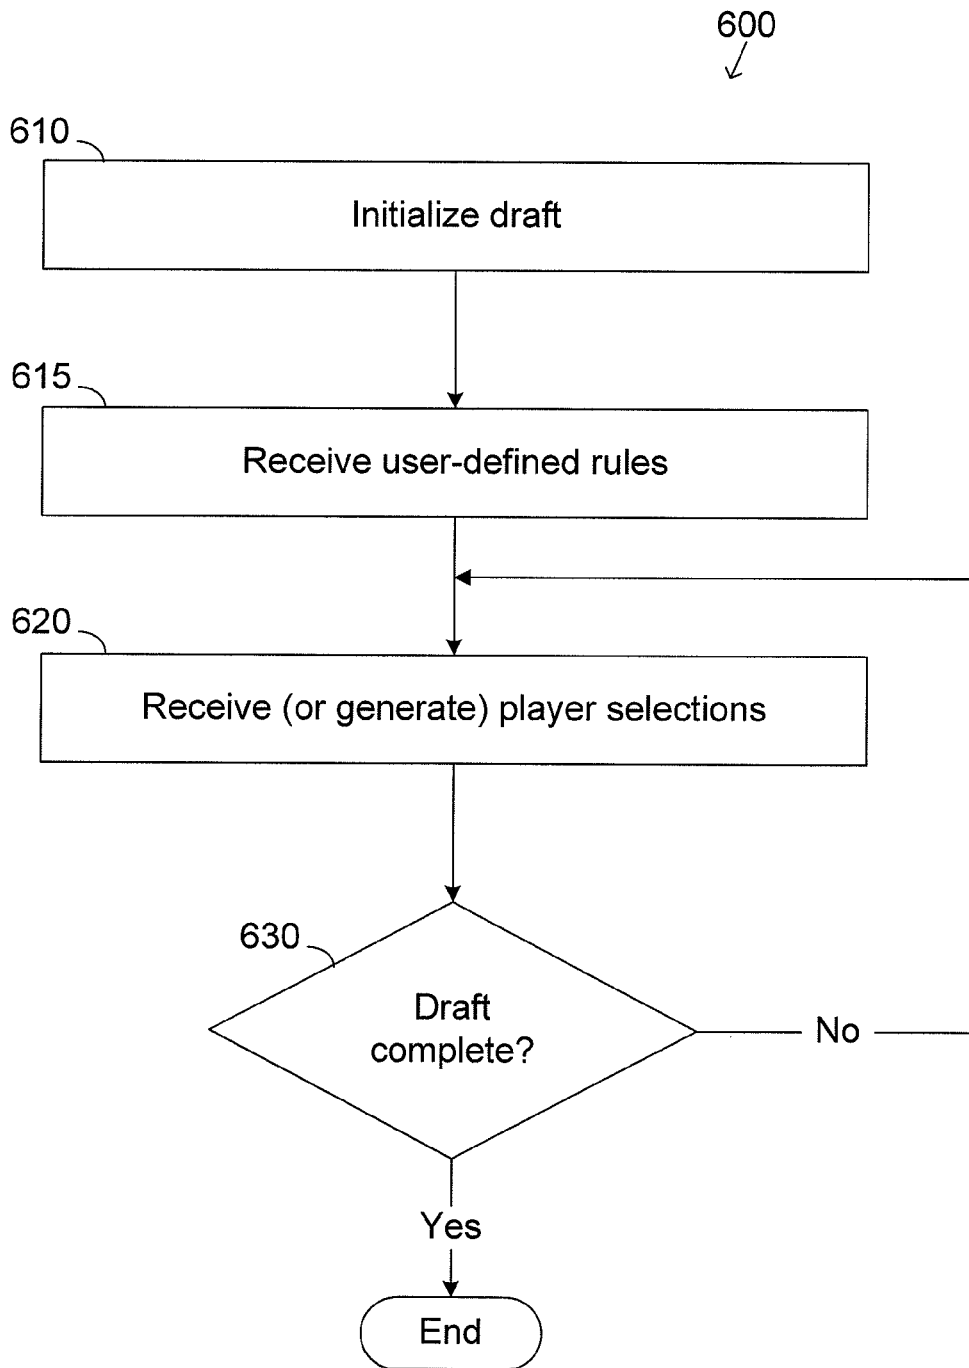 600
610
Initialize draft
615
Receive user-defined rules
620
Receive (or generate) player selections
630
Draft
complete?
No
Yes
End